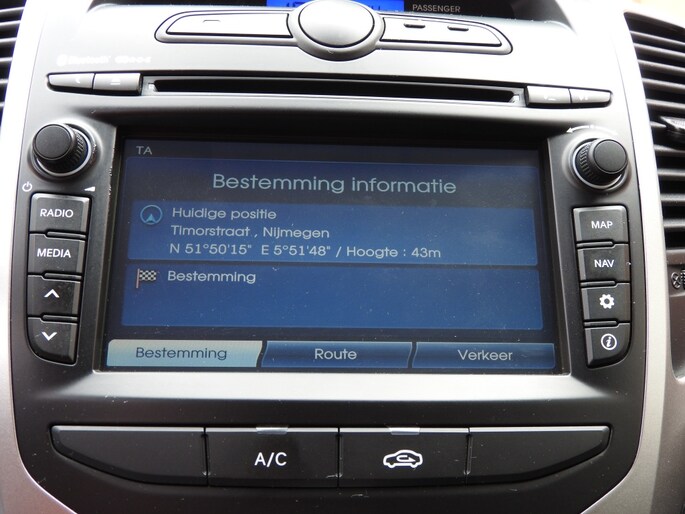 PASSENGER
TA
Bestemming informatie
Huidige positie
Timorstraat , Nijmegen
N 51°50'15" E 5°51'48" / Hoogte : 43m
Bestemming
Bestemming
Route
Verkeer
RADIO
MEDIA
MAP
NAV
A/C